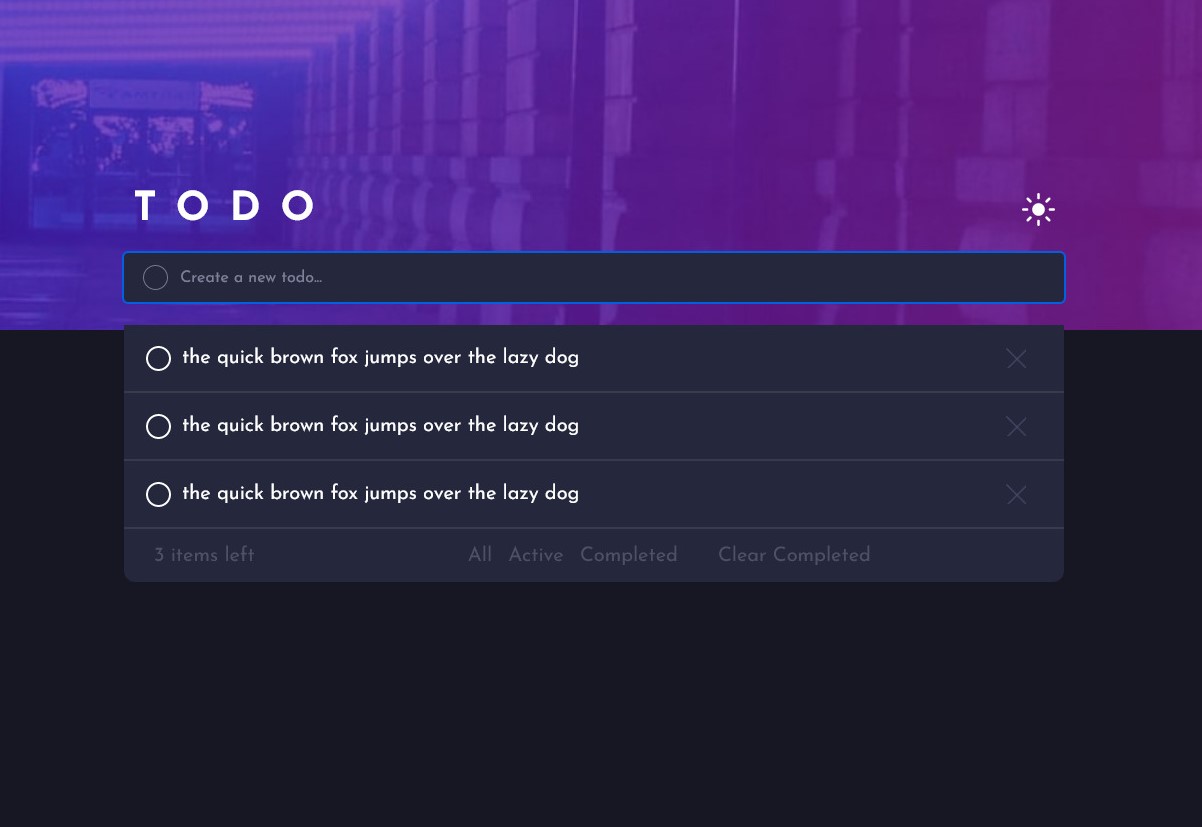 TODO
Create a new todo...
the quick brown fox jumps over the lazy dog
the quick brown fox jumps over the lazy dog
the quick brown fox jumps over the lazy dog
3 items left All Active Completed Clear Completed